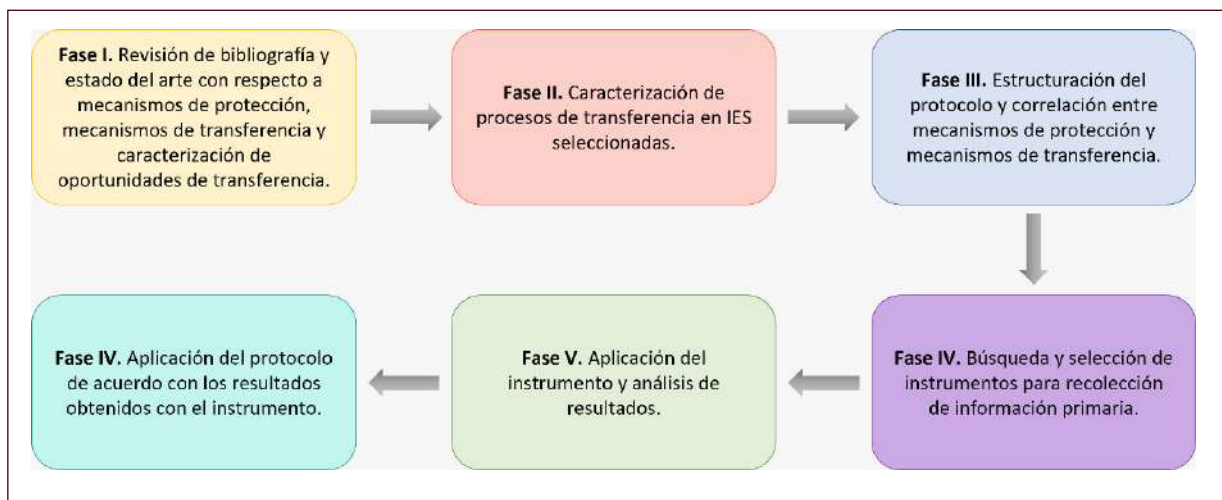 Fase I. Revisión de bibliografía y
estado del arte con respecto a
mecanismos de protección,
mecanismos de transferencia y
caracterización de
oportunidades de transferencia.
Fase II. Caracterización de
procesos de transferencia en IES
seleccionadas.
Fase III. Estructuración del
protocolo y correlación entre
mecanismos de protección y
mecanismos de transferencia.
Fase IV. Búsqueda y selección de
instrumentos para recolección
de información primaria.
Fase V. Aplicación del
instrumento y análisis de
resultados.
Fase IV. Aplicación del protocolo
de acuerdo con los resultados
obtenidos con el instrumento.